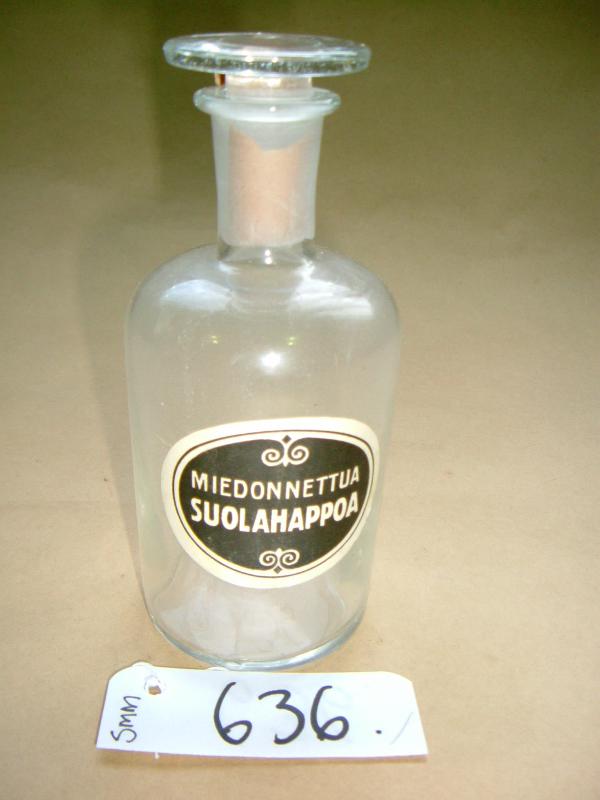 MIEDONNETTUA
SUOLAHAPPOA
SMM
636.